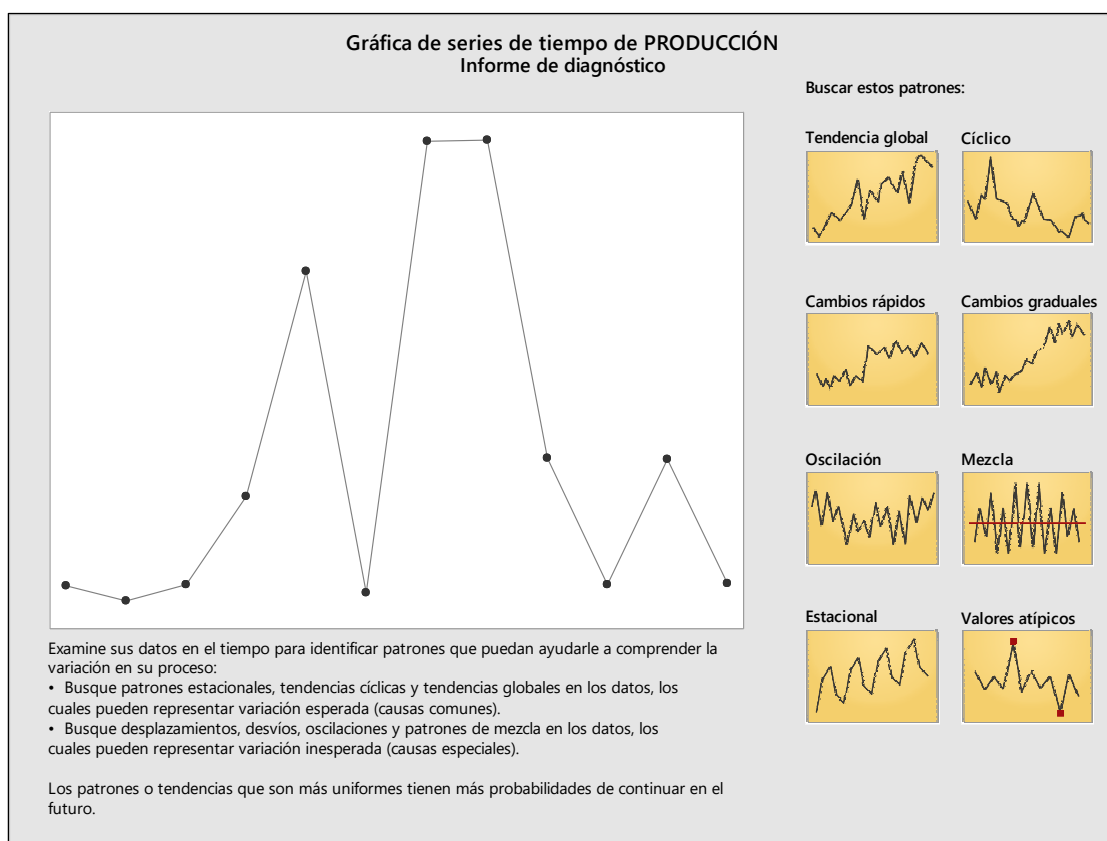 Gráfica de series de tiempo de PRODUCCIÓN
Informe de diagnóstico
Examine sus datos en el tiempo para identificar patrones que puedan ayudarle a comprender la
variación en su proceso:
• Busque patrones estacionales, tendencias cíclicas y tendencias globales en los datos, los
cuales pueden representar variación esperada (causas comunes).
• Busque desplazamientos, desvíos, oscilaciones y patrones de mezcla en los datos, los
cuales pueden representar variación inesperada (causas especiales).
Los patrones o tendencias que son más uniformes tienen más probabilidades de continuar en el
futuro.
Buscar estos patrones:
Tendencia global
Cíclico
Cambios rápidos
Cambios graduales
Oscilación
Mezcla
Estacional
Valores atípicos